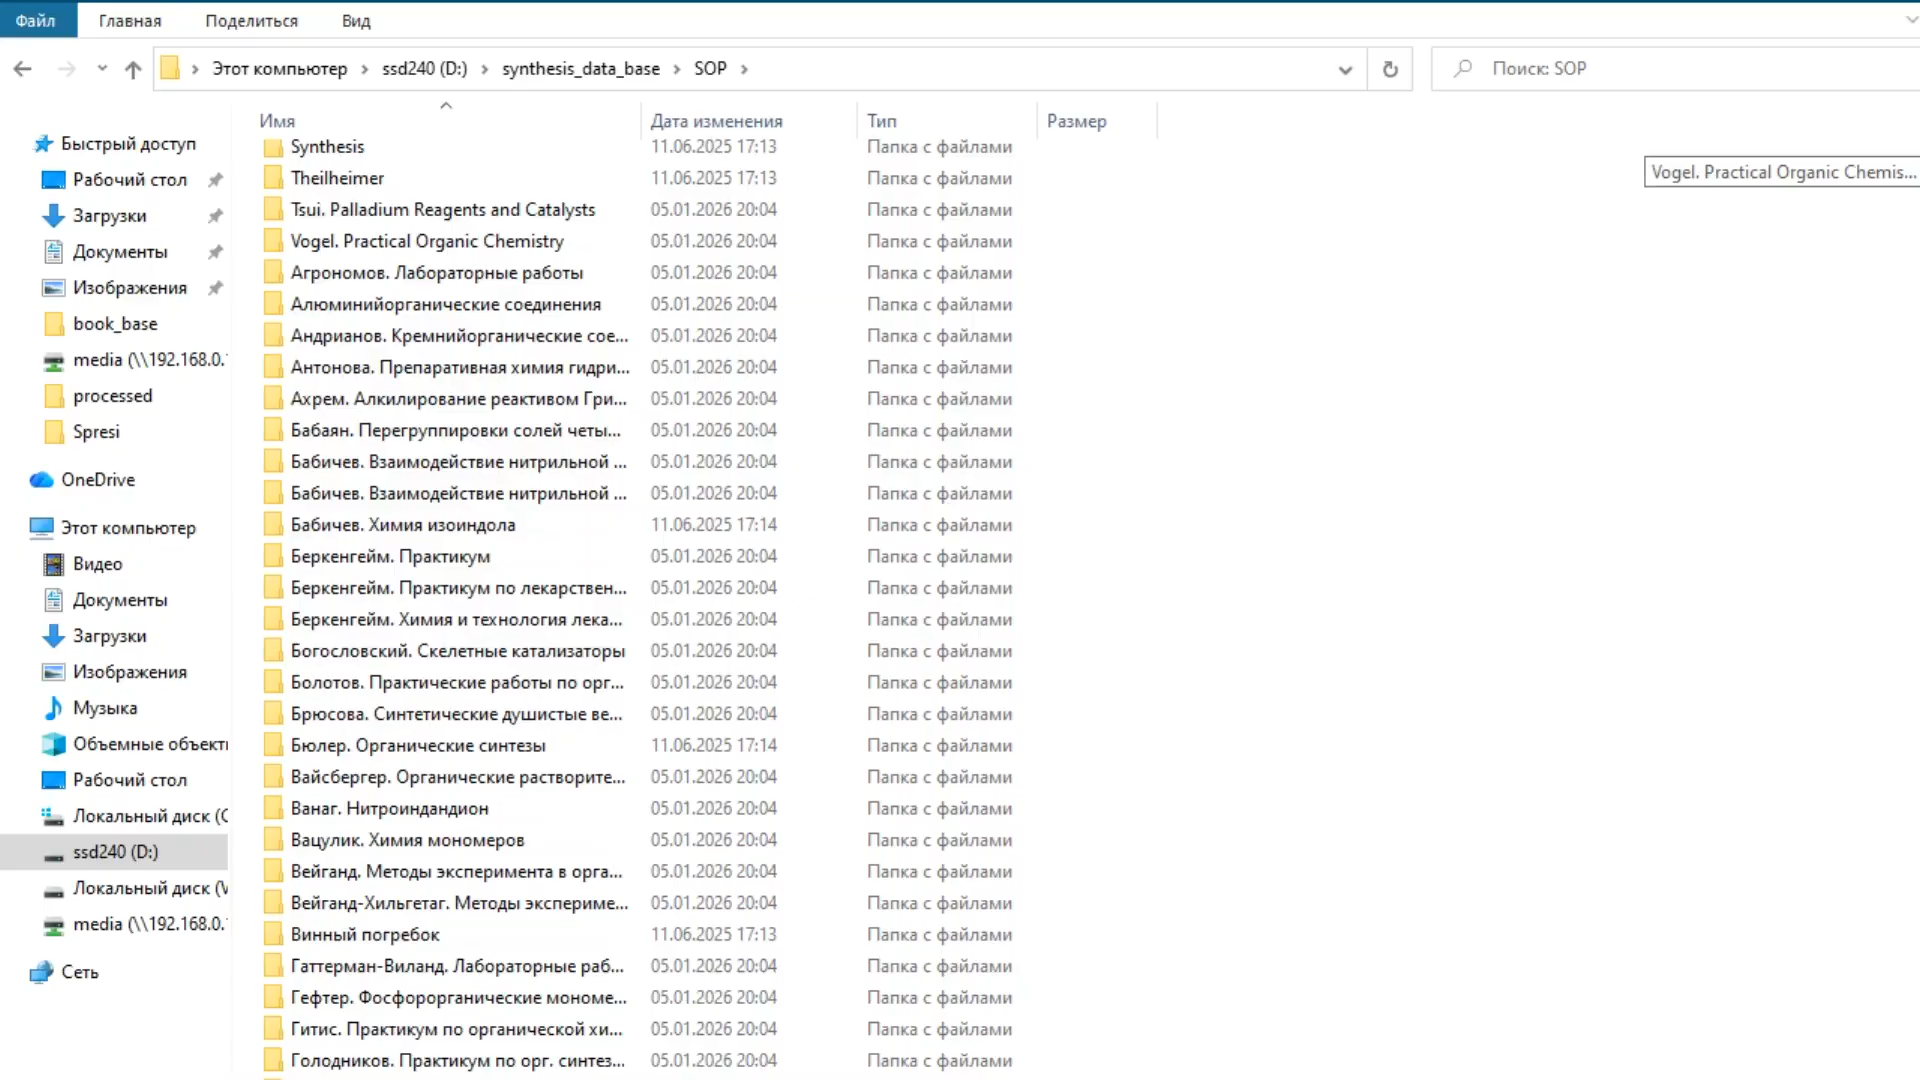 Файл Главная Поделиться Вид
Этот компьютер › ssd240 (D:) › synthesis_data_base › SOP ›
Поиск: SOP
Имя Дата изменения Тип Размер
Быстрый доступ
Рабочий стол
Загрузки
Документы
Изображения
book_base
media (\\192.168.0.
processed
Spresi
OneDrive
Этот компьютер
Видео
Документы
Загрузки
Изображения
Музыка
Объемные объект
Рабочий стол
Локальный диск (C
ssd240 (D:)
Локальный диск (V
media (\\192.168.0.
Сеть
Synthesis 11.06.2025 17:13 Папка с файлами
Theilheimer 11.06.2025 17:13 Папка с файлами
Tsui. Palladium Reagents and Catalysts 05.01.2026 20:04 Папка с файлами
Vogel. Practical Organic Chemistry 05.01.2026 20:04 Папка с файлами
Агрономов. Лабораторные работы 05.01.2026 20:04 Папка с файлами
Алюминийорганические соединения 05.01.2026 20:04 Папка с файлами
Андрианов. Кремнийорганические сое... 05.01.2026 20:04 Папка с файлами
Антонова. Препаративная химия гидри... 05.01.2026 20:04 Папка с файлами
Ахрем. Алкилирование реактивом Гри... 05.01.2026 20:04 Папка с файлами
Бабаян. Перегруппировки солей четы... 05.01.2026 20:04 Папка с файлами
Бабичев. Взаимодействие нитрильной ... 05.01.2026 20:04 Папка с файлами
Бабичев. Взаимодействие нитрильной ... 05.01.2026 20:04 Папка с файлами
Бабичев. Химия изоиндола 11.06.2025 17:14 Папка с файлами
Беркенгейм. Практикум 05.01.2026 20:04 Папка с файлами
Беркенгейм. Практикум по лекарствен... 05.01.2026 20:04 Папка с файлами
Беркенгейм. Химия и технология лека... 05.01.2026 20:04 Папка с файлами
Богословский. Скелетные катализаторы 05.01.2026 20:04 Папка с файлами
Болотов. Практические работы по орг... 05.01.2026 20:04 Папка с файлами
Брюсова. Синтетические душистые ве... 05.01.2026 20:04 Папка с файлами
Бюлер. Органические синтезы 11.06.2025 17:14 Папка с файлами
Вайсбергер. Органические растворите... 05.01.2026 20:04 Папка с файлами
Ванаг. Нитроиндандион 05.01.2026 20:04 Папка с файлами
Вацулик. Химия мономеров 05.01.2026 20:04 Папка с файлами
Вейганд. Методы эксперимента в орга... 05.01.2026 20:04 Папка с файлами
Вейганд-Хильгетаг. Методы экспериме... 05.01.2026 20:04 Папка с файлами
Винный погребок 11.06.2025 17:13 Папка с файлами
Гаттерман-Виланд. Лабораторные раб... 05.01.2026 20:04 Папка с файлами
Гефтер. Фосфорорганические мономе... 05.01.2026 20:04 Папка с файлами
Гитис. Практикум по органической хи... 05.01.2026 20:04 Папка с файлами
Голодников. Практикум по орг. синтез... 05.01.2026 20:04 Папка с файлами
Vogel. Practical Organic Chemis...